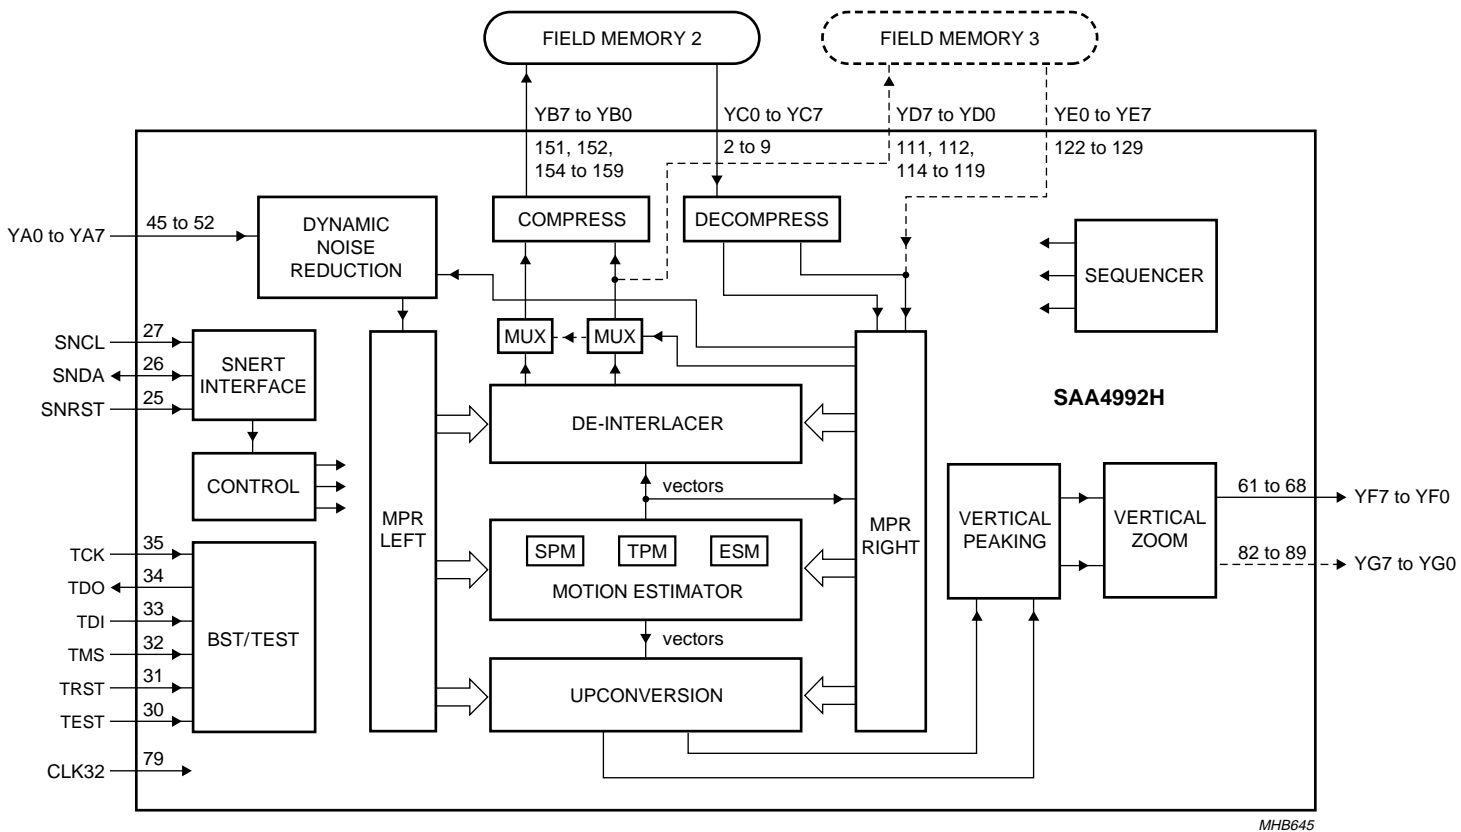 FIELD MEMORY 2
FIELD MEMORY 3
YB7 to YB0
YC0 to YC7
YD7 to YD0
YE0 to YE7
151, 152,
154 to 159
2 to 9
111, 112,
114 to 119
122 to 129
YA0 to YA7
45 to 52
DYNAMIC
NOISE
REDUCTION
COMPRESS
DECOMPRESS
SEQUENCER
SNCL
27
SNDA
26
SNRST
25
SNERT
INTERFACE
MUX
MUX
CONTROL
DE-INTERLACER
SAA4992H
vectors
MPR
LEFT
MPR
RIGHT
SPM
TPM
ESM
MOTION ESTIMATOR
VERTICAL
PEAKING
VERTICAL
ZOOM
61 to 68
YF7 to YF0
82 to 89
YG7 to YG0
TCK
35
TDO
34
TDI
33
TMS
32
TRST
31
TEST
30
BST/TEST
vectors
UPCONVERSION
CLK32
79
MHB645